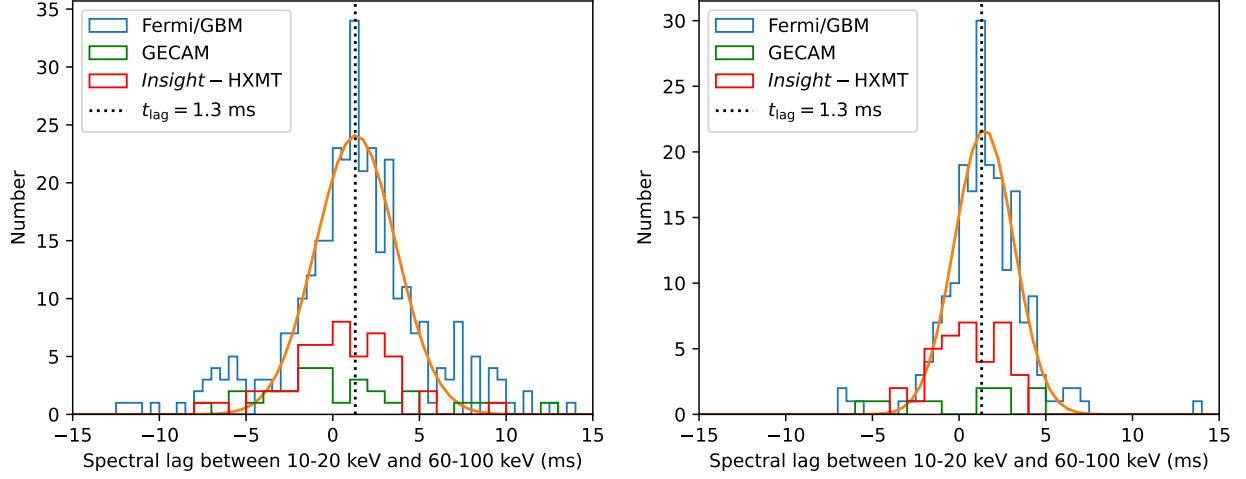 35
30
25
20
15
10
5
0
Number
Fermi/GBM
GECAM
Insight−HXMT
t_lag = 1.3 ms
−15
−10
−5
0
5
10
15
Spectral lag between 10-20 keV and 60-100 keV (ms)
30
25
20
15
10
5
0
Number
Fermi/GBM
GECAM
Insight−HXMT
t_lag = 1.3 ms
−15
−10
−5
0
5
10
15
Spectral lag between 10-20 keV and 60-100 keV (ms)